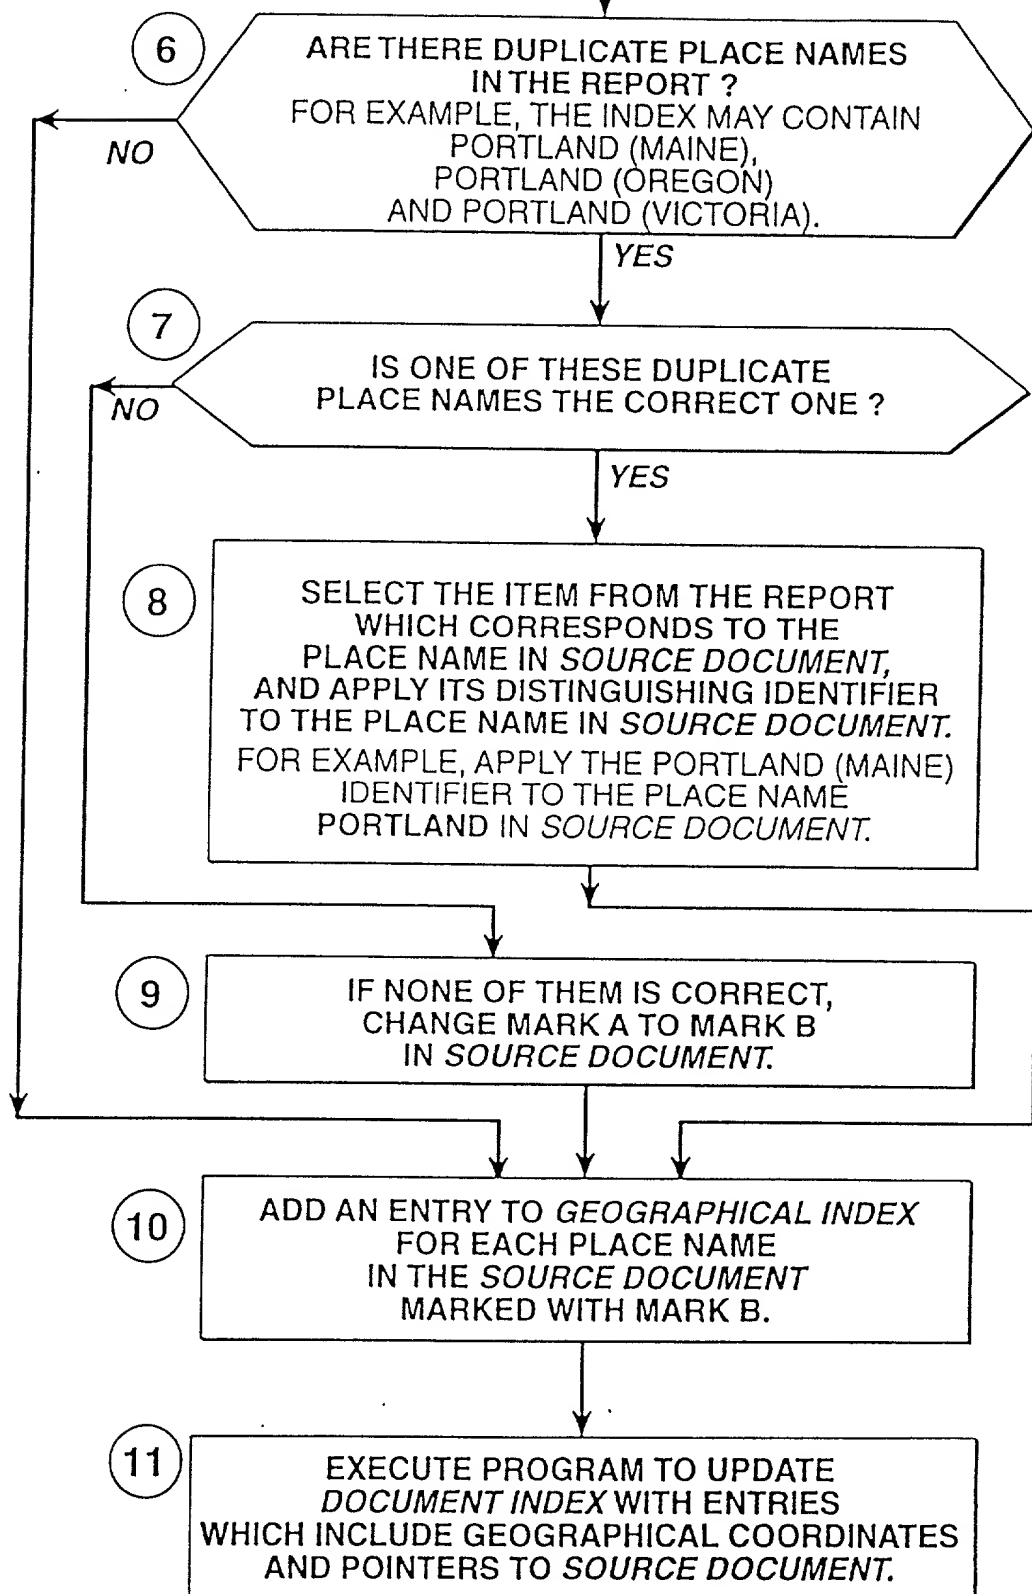 6
ARE THERE DUPLICATE PLACE NAMES
IN THE REPORT ?
FOR EXAMPLE, THE INDEX MAY CONTAIN
PORTLAND (MAINE),
PORTLAND (OREGON)
AND PORTLAND (VICTORIA).
NO
YES
7
IS ONE OF THESE DUPLICATE
PLACE NAMES THE CORRECT ONE ?
NO
YES
8
SELECT THE ITEM FROM THE REPORT
WHICH CORRESPONDS TO THE
PLACE NAME IN SOURCE DOCUMENT,
AND APPLY ITS DISTINGUISHING IDENTIFIER
TO THE PLACE NAME IN SOURCE DOCUMENT.
FOR EXAMPLE, APPLY THE PORTLAND (MAINE)
IDENTIFIER TO THE PLACE NAME
PORTLAND IN SOURCE DOCUMENT.
9
IF NONE OF THEM IS CORRECT,
CHANGE MARK A TO MARK B
IN SOURCE DOCUMENT.
10
ADD AN ENTRY TO GEOGRAPHICAL INDEX
FOR EACH PLACE NAME
IN THE SOURCE DOCUMENT
MARKED WITH MARK B.
11
EXECUTE PROGRAM TO UPDATE
DOCUMENT INDEX WITH ENTRIES
WHICH INCLUDE GEOGRAPHICAL COORDINATES
AND POINTERS TO SOURCE DOCUMENT.